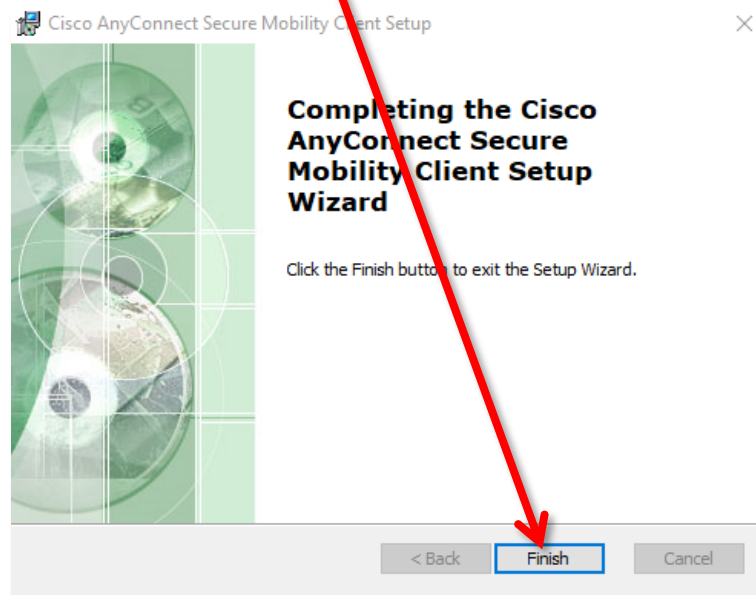 Cisco AnyConnect Secure Mobility Client Setup
Completing the Cisco
AnyConnect Secure
Mobility Client Setup
Wizard
Click the Finish button to exit the Setup Wizard.
< Back
Finish
Cancel